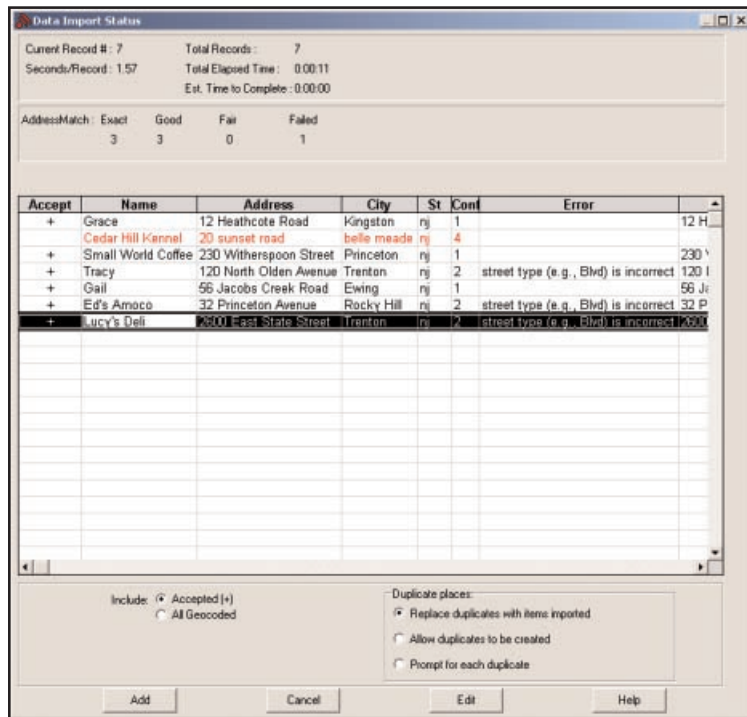 Data Import Status
Current Record # : 7 Total Records : 7
Seconds/Record : 1.57 Total Elapsed Time : 0:00:11
Est. Time to Complete : 0:00:00
AddressMatch : Exact Good Fair Failed
3 3 0 1
Accept Name Address City St Conf Error
+ Grace 12 Heathcote Road Kingston nj 1 12 H
Cedar Hill Kennel 20 sunset road belle meade nj 4
+ Small World Coffee 230 Witherspoon Street Princeton nj 1 230
+ Tracy 120 North Olden Avenue Trenton nj 2 street type (e.g., Blvd) is incorrect 120
+ Gail 56 Jacobs Creek Road Ewing nj 1 56 Ja
+ Ed's Amoco 32 Princeton Avenue Rocky Hill nj 2 street type (e.g., Blvd) is incorrect 32 P
+ Lucy's Deli 2600 East State Street Trenton nj 2 street type (e.g., Blvd) is incorrect 2600
Include: Accepted (+)
All Geocoded
Duplicate places:
Replace duplicates with items imported
Allow duplicates to be created
Prompt for each duplicate
Add Cancel Edit Help